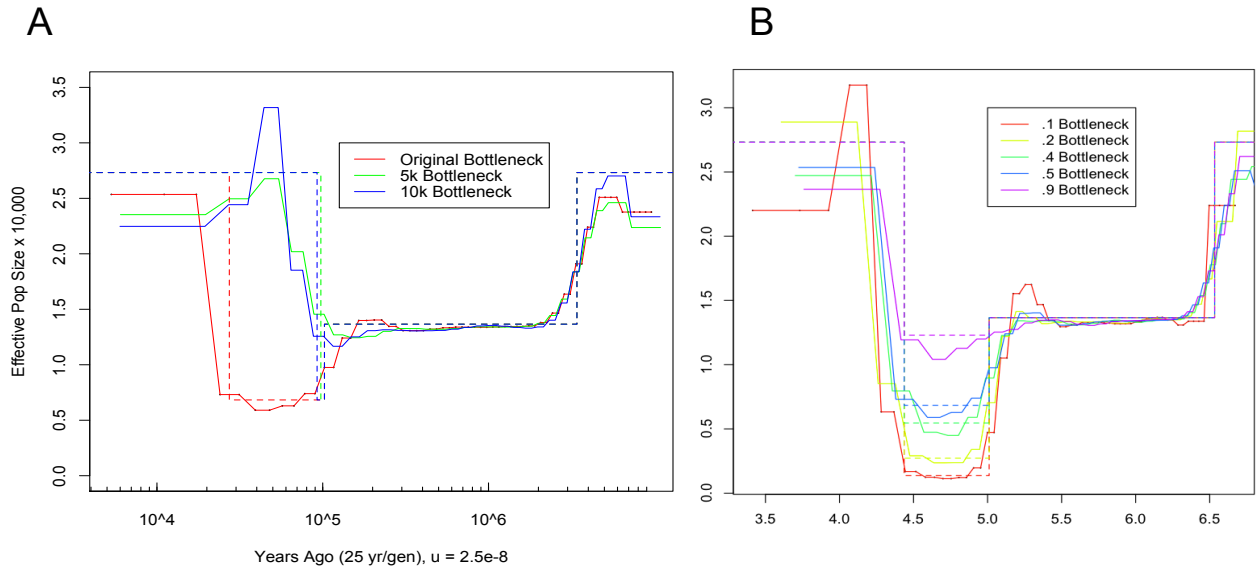 A
B
Effective Pop Size x 10,000
3.5
3.0
2.5
2.0
1.5
1.0
0.5
0.0
Original Bottleneck
5k Bottleneck
10k Bottleneck
10^4
10^5
10^6
Years Ago (25 yr/gen), u = 2.5e-8
3.0
2.5
2.0
1.5
1.0
0.5
0.0
.1 Bottleneck
.2 Bottleneck
.4 Bottleneck
.5 Bottleneck
.9 Bottleneck
3.5
4.0
4.5
5.0
5.5
6.0
6.5